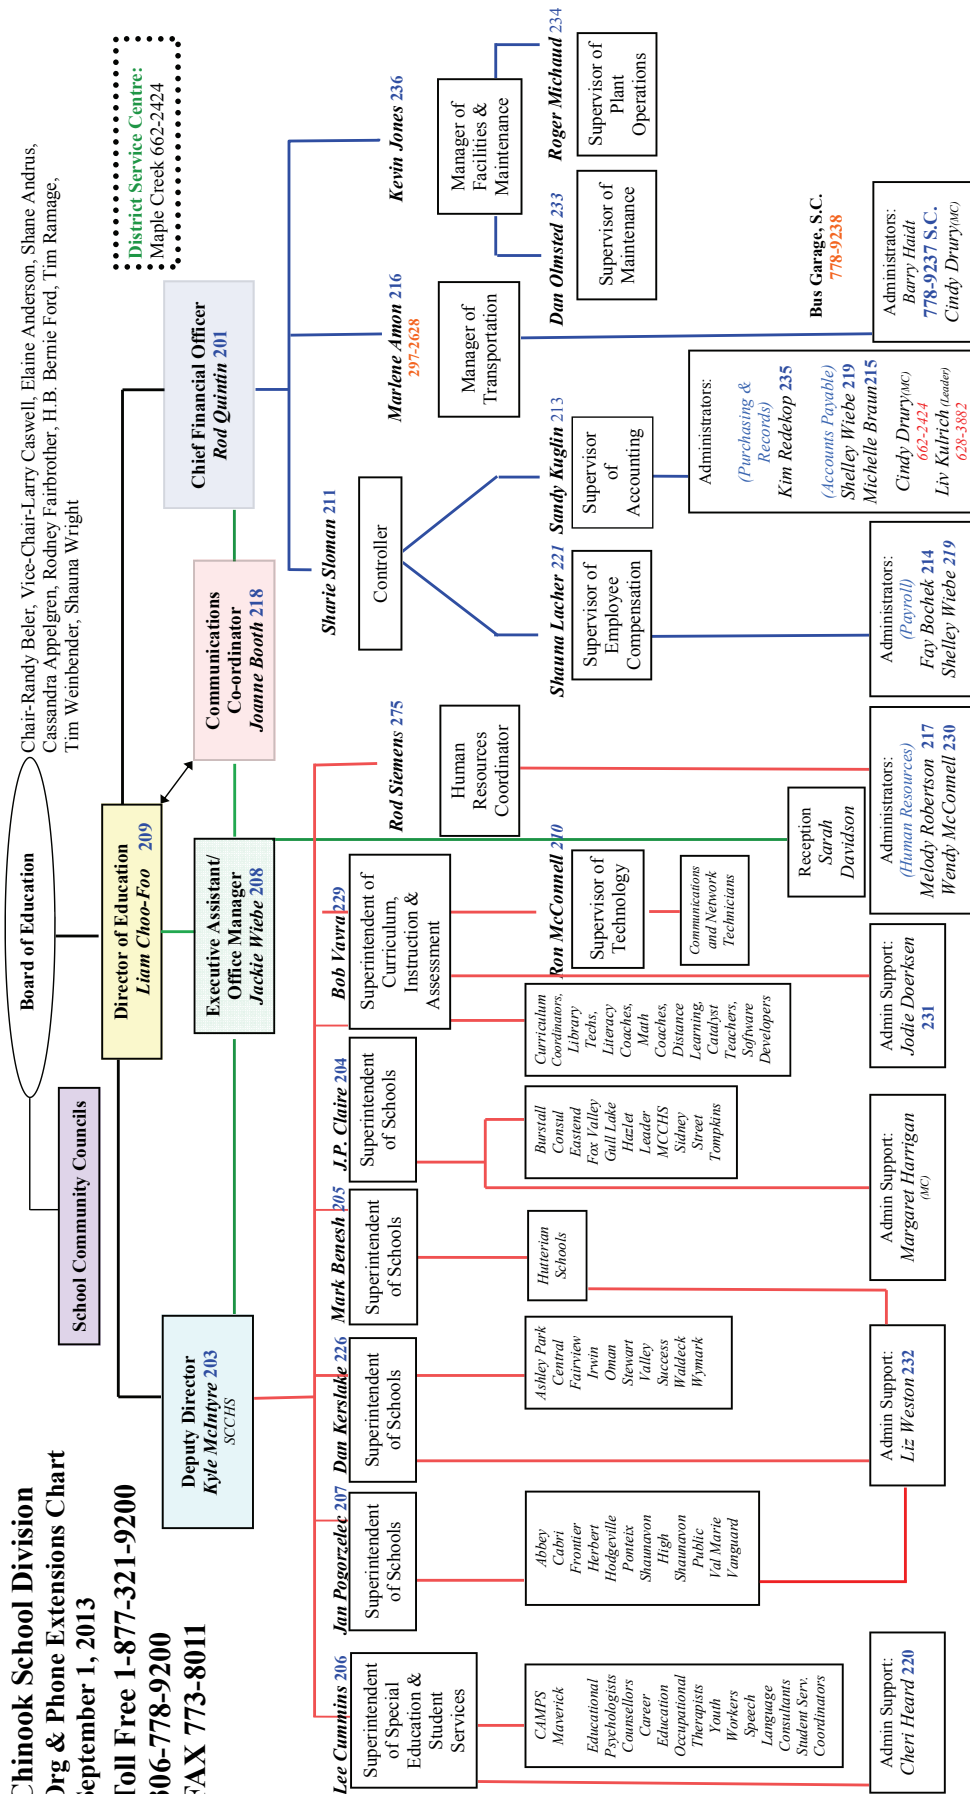 Chinook School Division
Org & Phone Extensions Chart
September 1, 2013
Toll Free 1-877-321-9200
306-778-9200
FAX 773-8011
Board of Education
Chair-Randy Beler, Vice-Chair-Larry Caswell, Elaine Anderson, Shane Andrus,
Cassandra Appelgren, Rodney Fairbrother, H.B. Bernie Ford, Tim Ramage,
Tim Weinbender, Shauna Wright
School Community Councils
District Service Centre:
Maple Creek 662-2424
Director of Education
Liam Choo-Foo 209
Deputy Director
Kyle McIntyre 203
SCCHS
Executive Assistant/
Office Manager
Jackie Wiebe 208
Communications
Co-ordinator
Joanne Booth 218
Chief Financial Officer
Rod Quintin 201
Lee Cummins 206
Superintendent
of Special
Education &
Student
Services
Jan Pogorzelec 207
Superintendent
of Schools
Dan Kerslake 226
Superintendent
of Schools
Mark Benesh 205
Superintendent
of Schools
J.P. Claire 204
Superintendent
of Schools
Bob Vavra 229
Superintendent of
Curriculum,
Instruction &
Assessment
Rod Siemens 275
Human
Resources
Coordinator
Sharie Sloman 211
Controller
Marlene Amon 216
297-2628
Manager of
Transportation
Kevin Jones 236
Manager of
Facilities &
Maintenance
CAMPS
Maverick
Educational
Psychologists
Counsellors
Career
Education
Occupational
Therapists
Youth
Workers
Speech
Language
Consultants
Student Serv.
Coordinators
Abbey
Cabri
Frontier
Herbert
Hodgeville
Ponteix
Shaunavon
High
Shaunavon
Public
Val Marie
Vanguard
Ashley Park
Central
Fairview
Irwin
Oman
Stewart
Valley
Success
Waldeck
Wymark
Hutterian
Schools
Burstall
Consul
Eastend
Fox Valley
Gull Lake
Hazlet
Leader
MCCHS
Sidney
Street
Tompkins
Curriculum
Coordinators,
Library
Techs,
Literacy
Coaches,
Math
Coaches,
Distance
Learning,
Catalyst
Teachers,
Software
Developers
Ron McConnell 210
Supervisor of
Technology
Communications
and Network
Technicians
Shauna Lacher 221
Supervisor of
Employee
Compensation
Sandy Kuglin 213
Supervisor
of
Accounting
Dan Olmsted 233
Supervisor of
Maintenance
Roger Michaud 234
Supervisor of
Plant
Operations
Reception
Sarah
Davidson
Bus Garage, S.C.
778-9238
Admin Support:
Cheri Heard 220
Admin Support:
Liz Weston 232
Admin Support:
Margaret Harrigan
(MC)
Admin Support:
Jodie Doerksen
231
Administrators:
(Human Resources)
Melody Robertson 217
Wendy McConnell 230
Administrators:
(Payroll)
Fay Bochek 214
Shelley Wiebe 219
Administrators:
(Purchasing &
Records)
Kim Redekop 235
(Accounts Payable)
Shelley Wiebe 219
Michelle Braun215
Cindy Drury(MC)
662-2424
Liv Kulrich (Leader)
628-3882
Administrators:
Barry Haidt
778-9237 S.C.
Cindy Drury(MC)